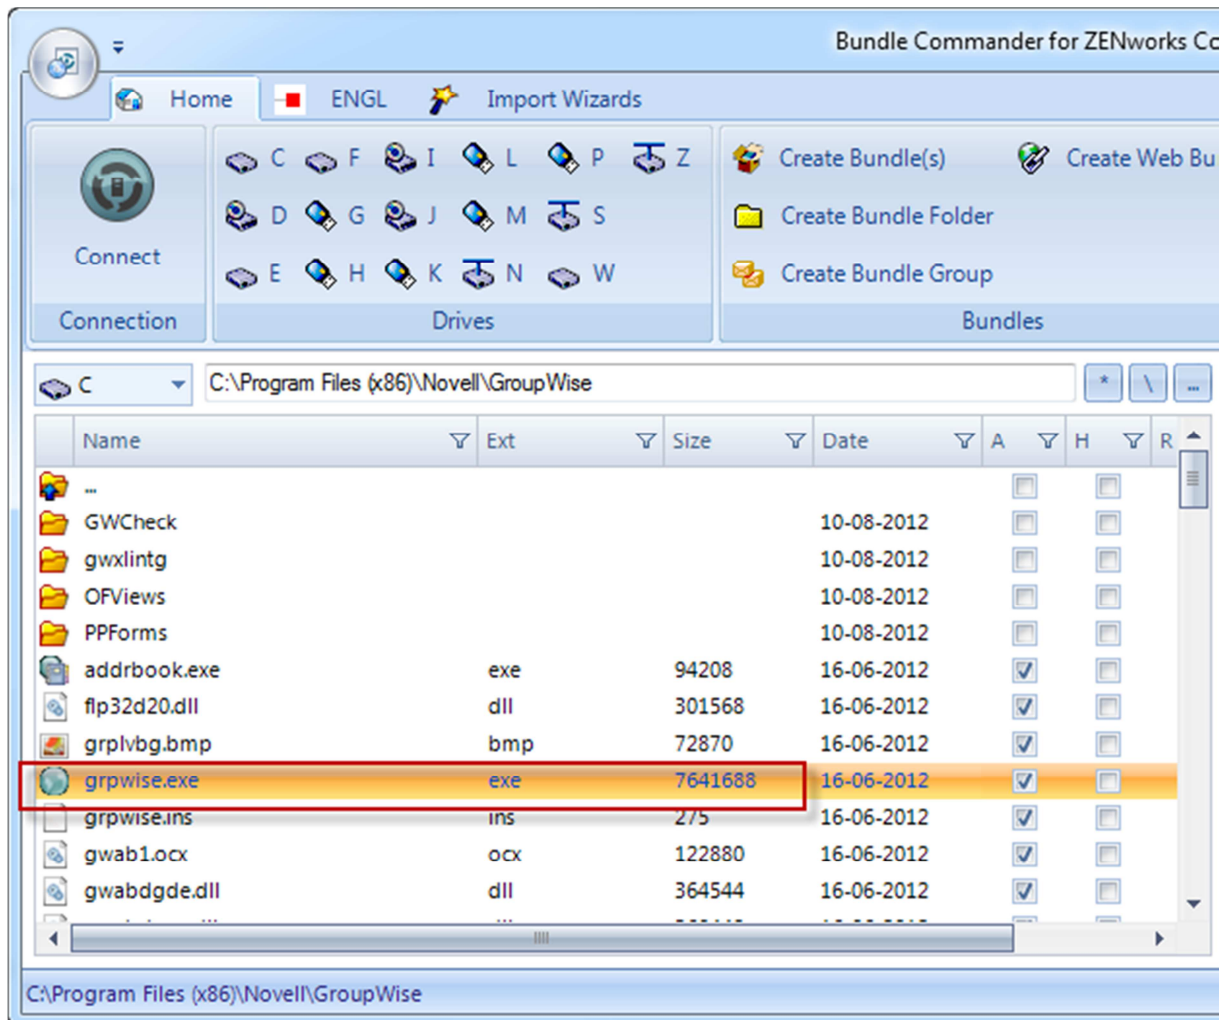 Bundle Commander for ZENworks Co
Home ENGL Import Wizards
C F I L P Z Create Bundle(s) Create Web Bu
D G J M S Create Bundle Folder
Connect
E H K N W Create Bundle Group
Connection Drives Bundles
C C:\Program Files (x86)\Novell\GroupWise * \ ...
Name Ext Size Date A H R
...
GWCheck 10-08-2012
gwxlintg 10-08-2012
OFViews 10-08-2012
PPForms 10-08-2012
addrbook.exe exe 94208 16-06-2012
flp32d20.dll dll 301568 16-06-2012
grplvbg.bmp bmp 72870 16-06-2012
grpwise.exe exe 7641688 16-06-2012
grpwise.ins ins 275 16-06-2012
gwab1.ocx ocx 122880 16-06-2012
gwabdgde.dll dll 364544 16-06-2012
C:\Program Files (x86)\Novell\GroupWise